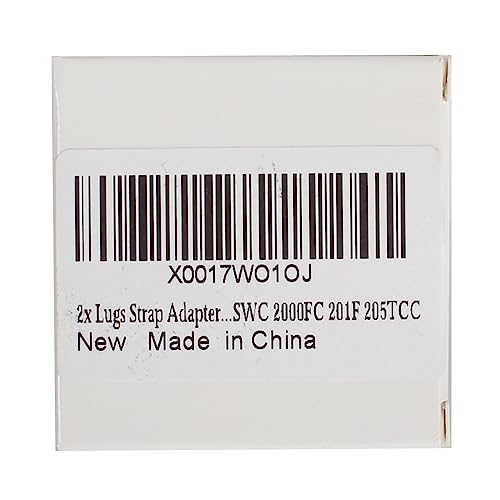 X0017WO1OJ
2x Lugs Strap Adapter...SWC 2000FC 201F 205TCC
New Made in China